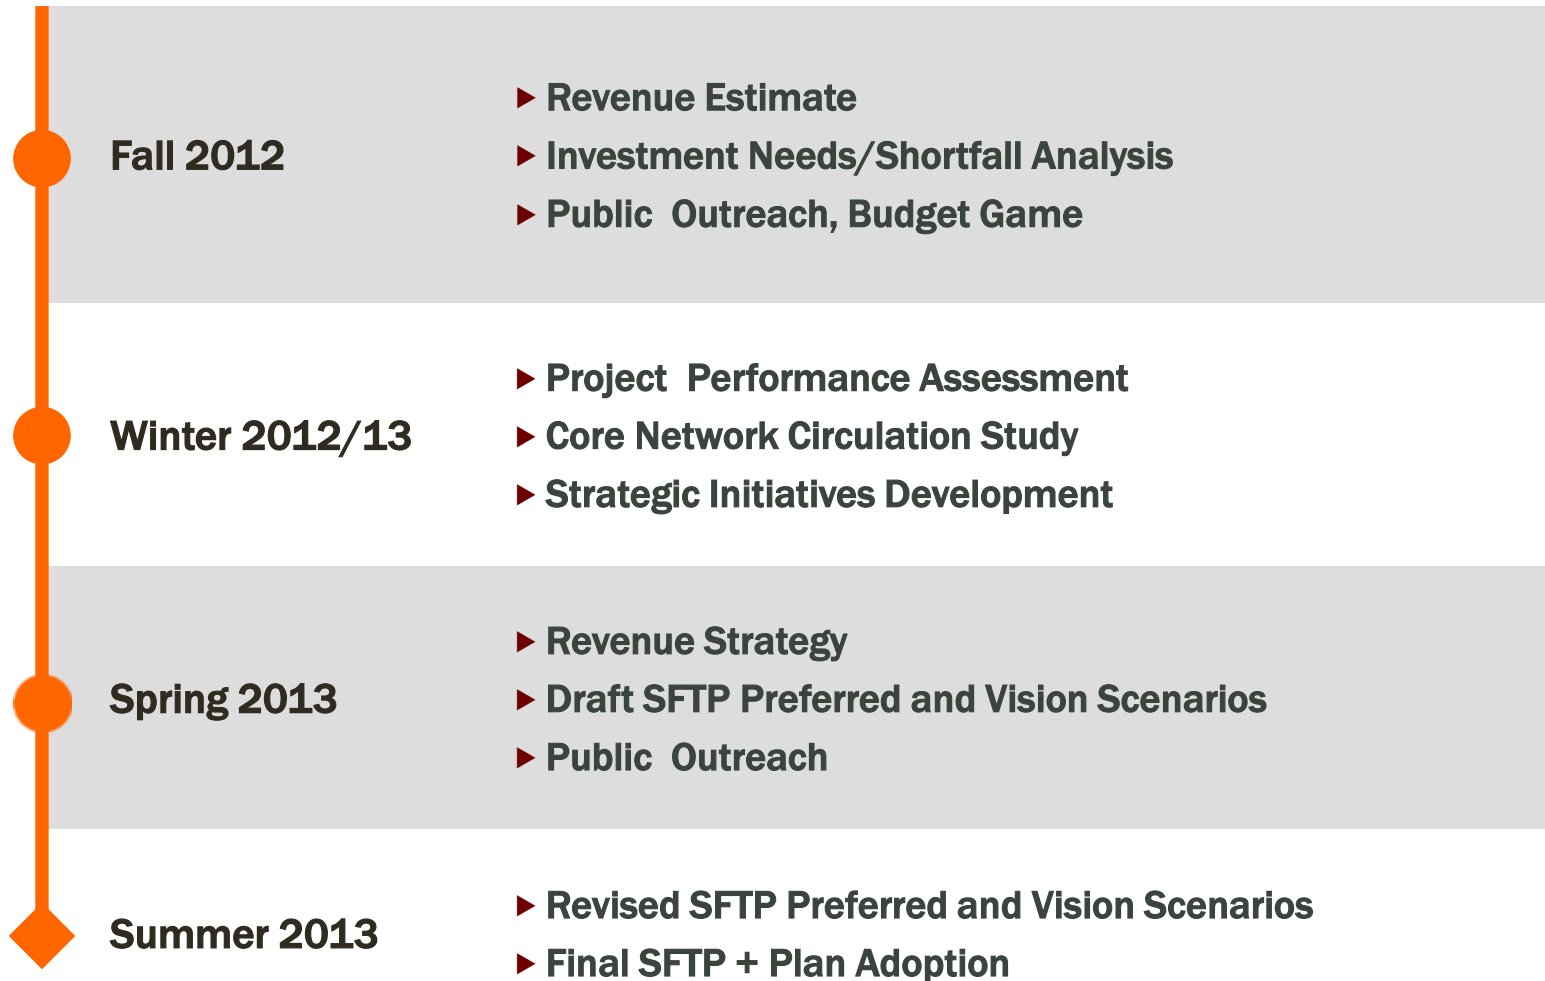 Fall 2012
Revenue Estimate
Investment Needs/Shortfall Analysis
Public Outreach, Budget Game
Winter 2012/13
Project Performance Assessment
Core Network Circulation Study
Strategic Initiatives Development
Spring 2013
Revenue Strategy
Draft SFTP Preferred and Vision Scenarios
Public Outreach
Summer 2013
Revised SFTP Preferred and Vision Scenarios
Final SFTP + Plan Adoption